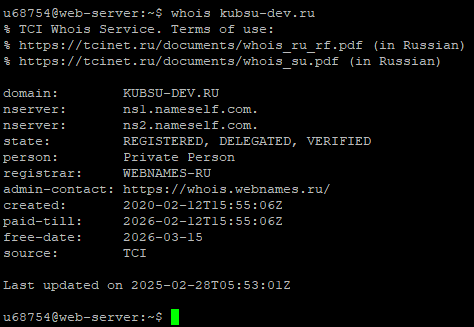 u68754@web-server:~$ whois kubsu-dev.ru
% TCI Whois Service. Terms of use:
% https://tcinet.ru/documents/whois_ru_rf.pdf (in Russian)
% https://tcinet.ru/documents/whois_su.pdf (in Russian)

domain:        KUBSU-DEV.RU
nserver:       ns1.nameself.com.
nserver:       ns2.nameself.com.
state:         REGISTERED, DELEGATED, VERIFIED
person:        Private Person
registrar:     WEBNAMES-RU
admin-contact: https://whois.webnames.ru/
created:       2020-02-12T15:55:06Z
paid-till:     2026-02-12T15:55:06Z
free-date:     2026-03-15
source:        TCI

Last updated on 2025-02-28T05:53:01Z

u68754@web-server:~$